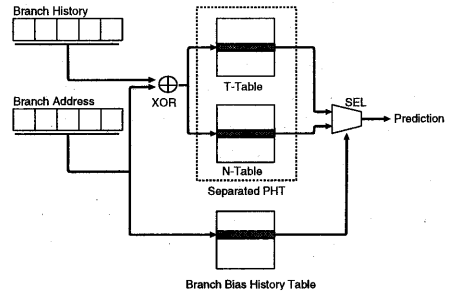 Branch History
T-Table
XOR
Branch Address
SEL
Prediction
N-Table
Separated PHT
Branch Bias History Table